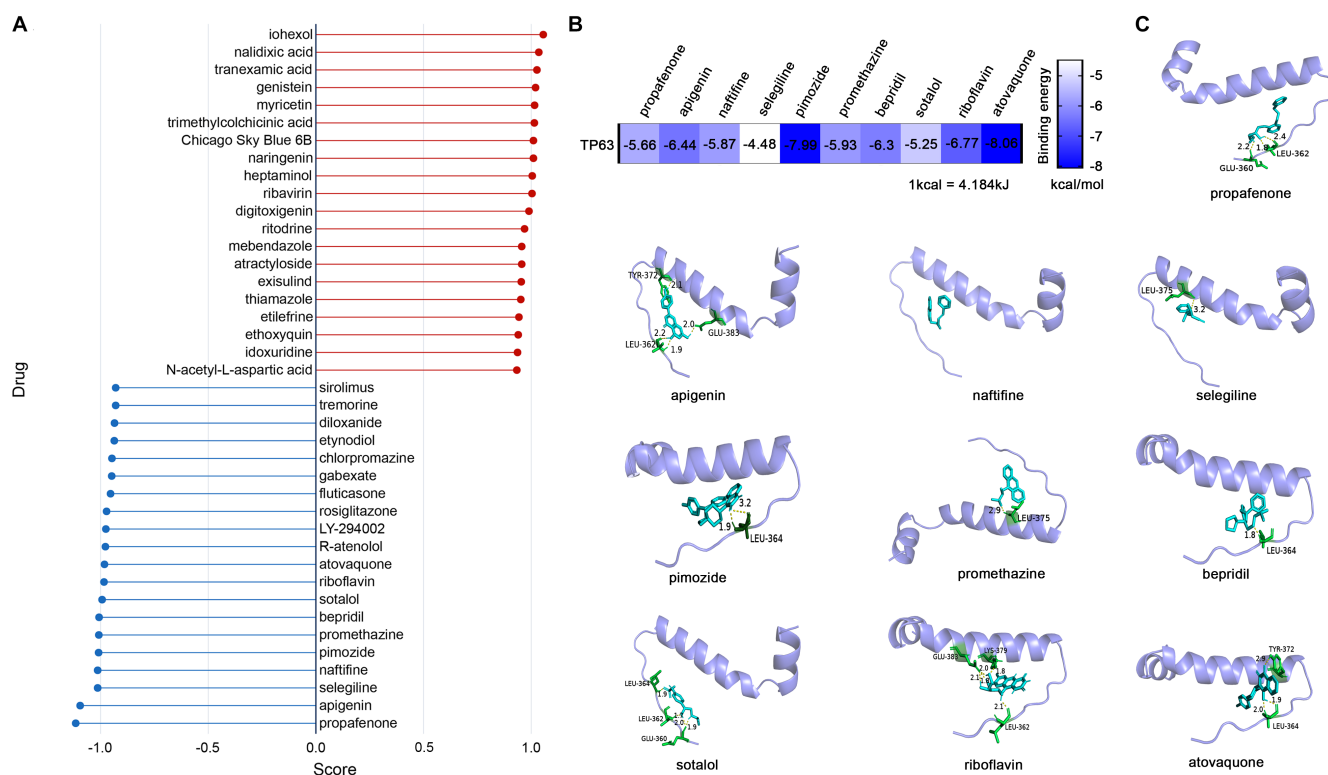 A
iohexol
nalidixic acid
tranexamic acid
genistein
myricetin
trimethylcolchicinic acid
Chicago Sky Blue 6B
naringenin
heptaminol
ribavirin
digitoxigenin
ritodrine
mebendazole
atractyloside
exisulind
thiamazole
etilefrine
ethoxyquin
idoxuridine
N-acetyl-L-aspartic acid
sirolimus
tremorine
diloxanide
etynodiol
chlorpromazine
gabexate
fluticasone
rosiglitazone
LY-294002
R-atenolol
atovaquone
riboflavin
sotalol
bepridil
promethazine
pimozide
naftifine
selegiline
apigenin
propafenone
Drug
-1.0 -0.5 0.0 0.5 1.0
Score
B
propafenone apigenin naftifine selegiline pimozide promethazine bepridil sotalol riboflavin atovaquone
TP63 -5.66 -6.44 -5.87 -4.48 -7.99 -5.93 -6.3 -5.25 -6.77 -8.06
Binding energy
-5
-6
-7
-8
1kcal = 4.184kJ kcal/mol
C
2.4
2.2 1.8
LEU-362
GLU-360
propafenone
TYR-372
2.1
2.0
2.2
GLU-383
LEU-362
1.9
apigenin
naftifine
LEU-375
3.2
selegiline
3.2
1.9
LEU-364
pimozide
2.9
LEU-375
promethazine
1.8
LEU-364
bepridil
LEU-364
1.9
LEU-362
2.0
1.9
GLU-360
sotalol
GLU-383
LYS-379
2.0
1.8
2.1
1.8
2.1
LEU-362
riboflavin
TYR-372
2.9
1.9
2.0
LEU-364
atovaquone